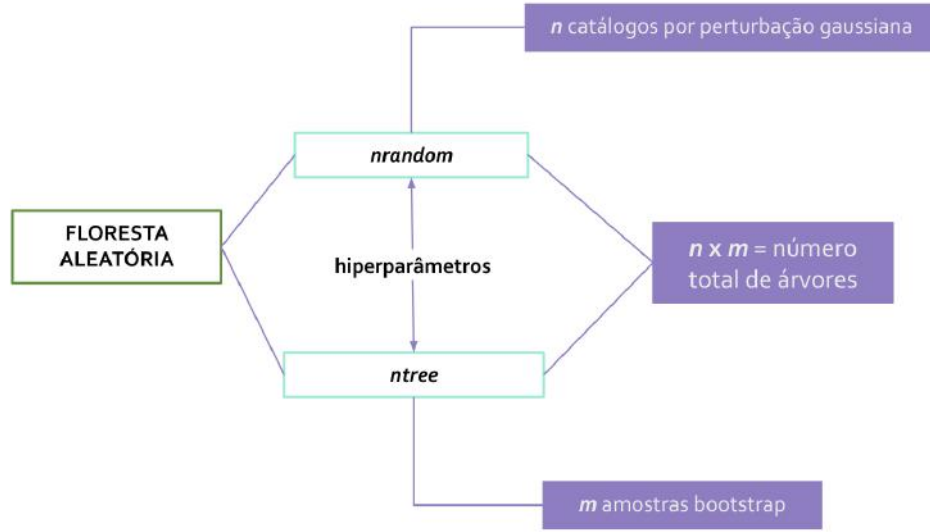 n catálogos por perturbação gaussiana
nrandom
FLORESTA
ALEATÓRIA
hiperparâmetros
n x m = número
total de árvores
ntree
m amostras bootstrap